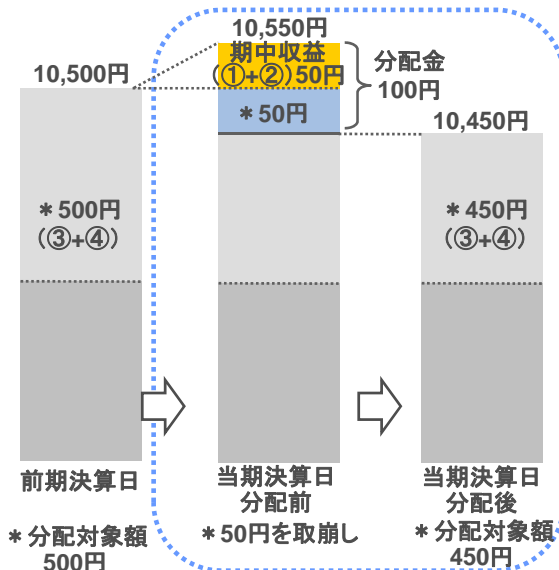 10,500円
＊500円
（③+④）
前期決算日
＊分配対象額
500円
10,550円
期中収益
（①+②）50円
＊50円
分配金
100円
当期決算日
分配前
＊50円を取崩し
10,450円
＊450円
（③+④）
当期決算日
分配後
＊分配対象額
450円